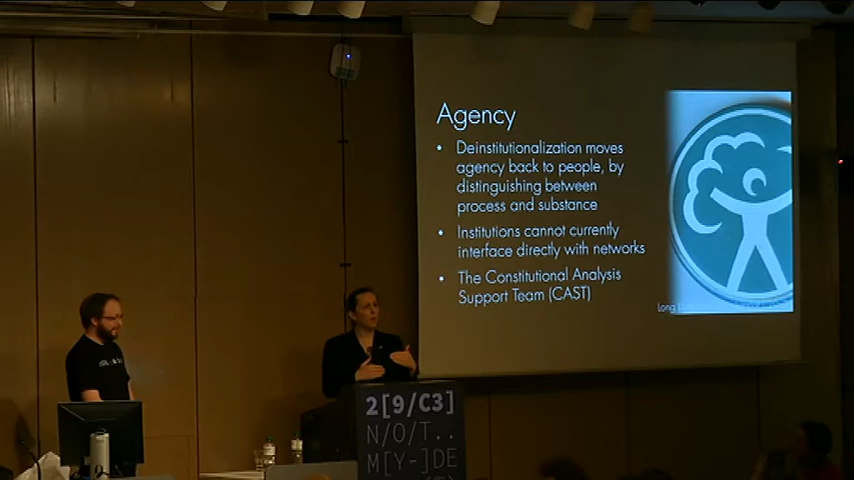 Agency
• Deinstitutionalization moves
agency back to people, by
distinguishing between
process and substance
• Institutions cannot currently
interface directly with networks
• The Constitutional Analysis
Support Team (CAST)
Long
2[9/C3]
N/O/T..
M[Y-]DE